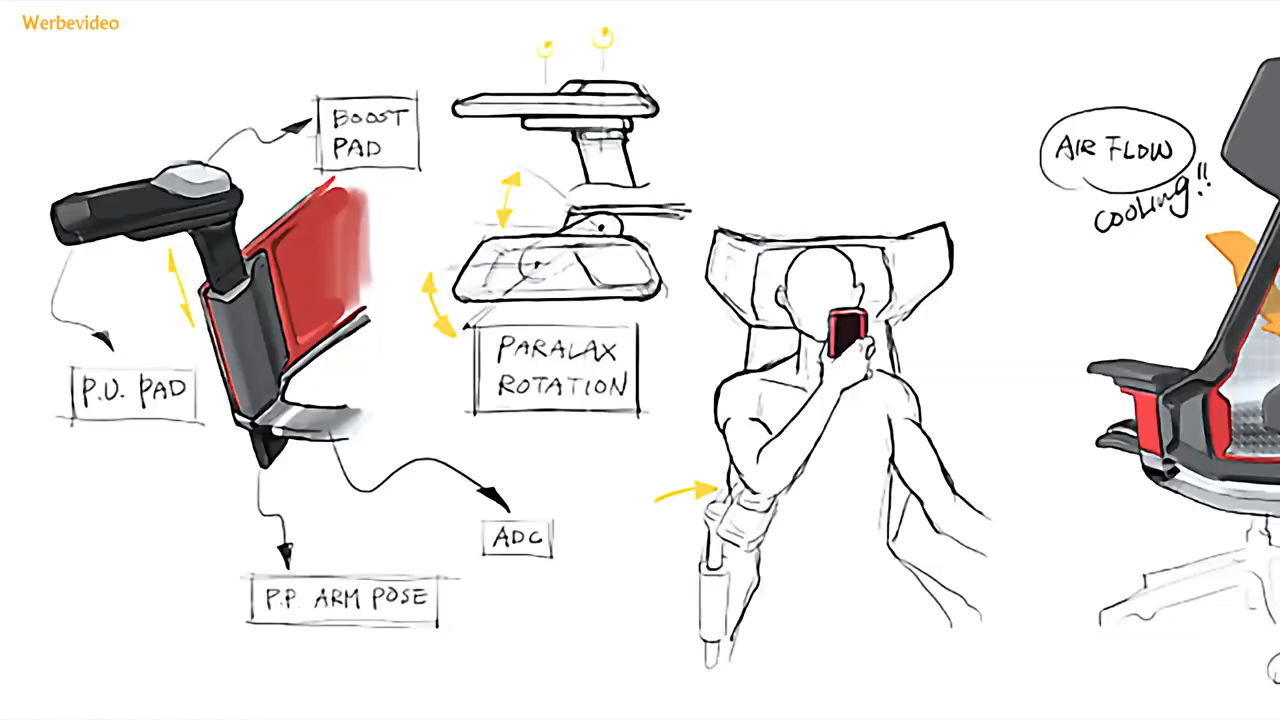 Werbevideo
BOOST
PAD
P.U. PAD
PARALAX
ROTATION
ADC
P.P. ARM POSE
AIR FLOW
cooling!!